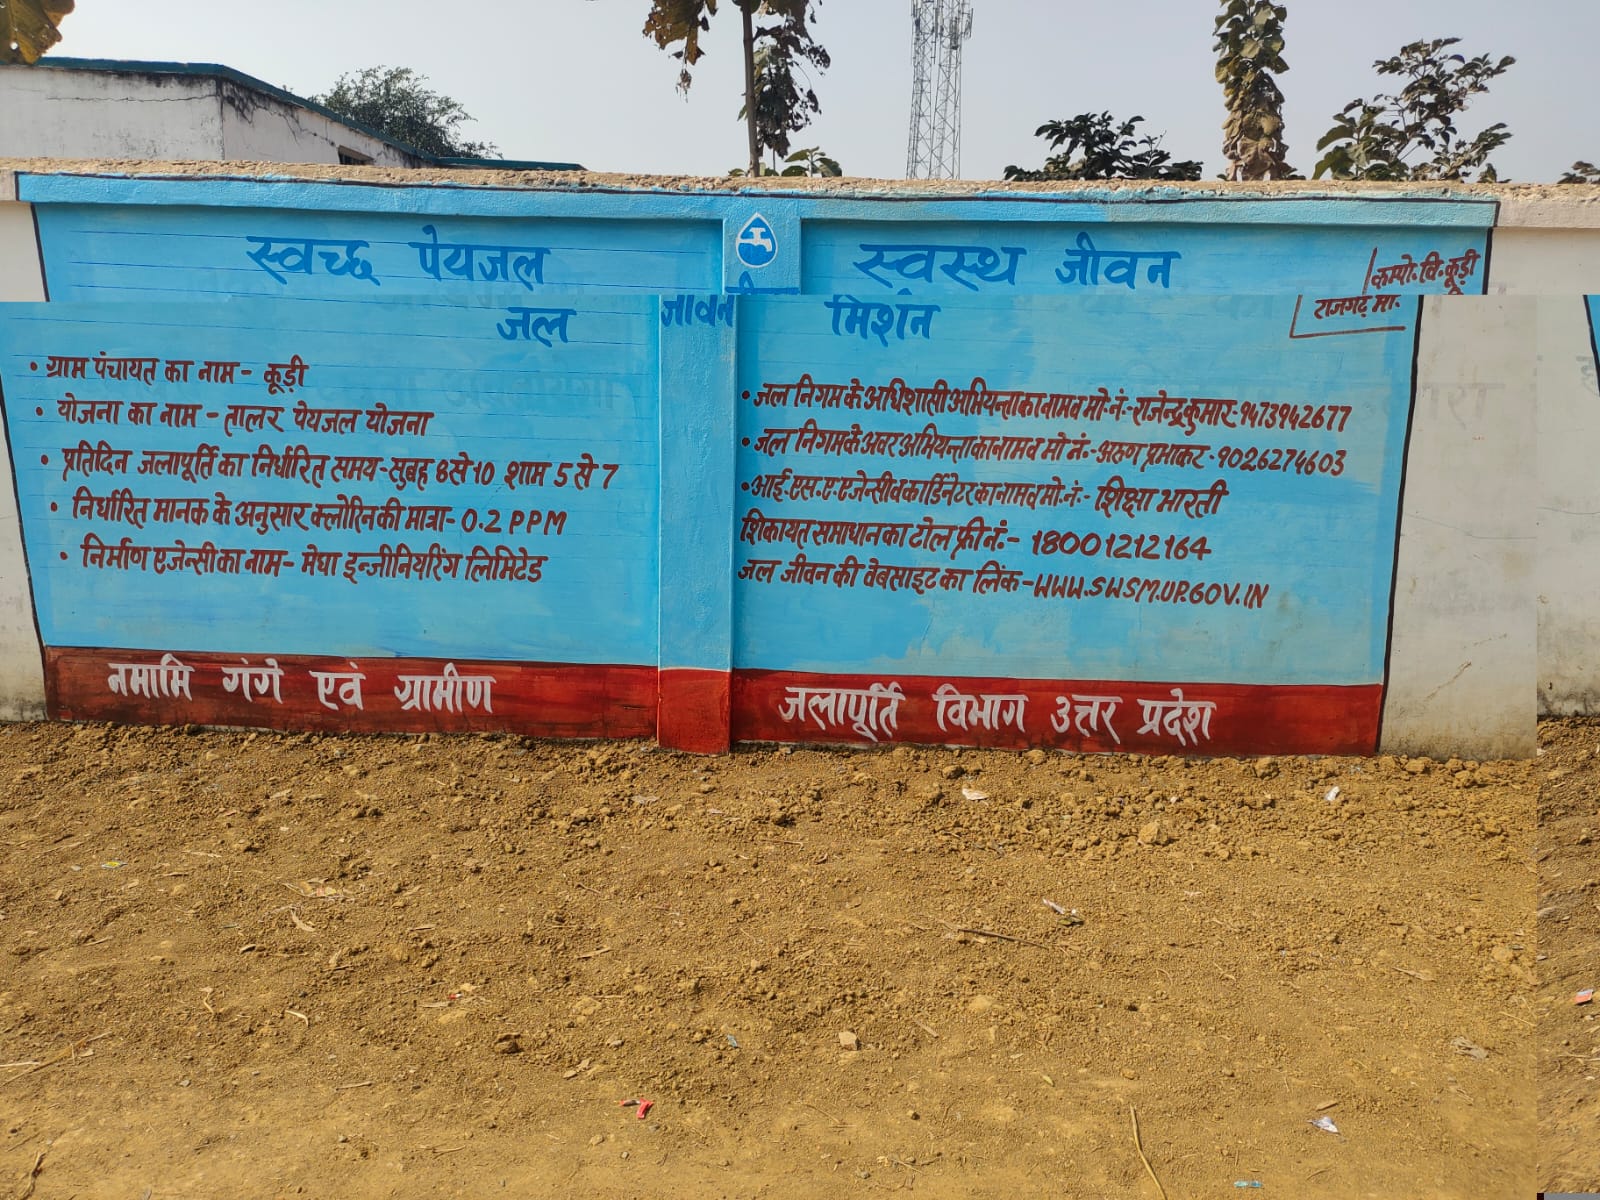 स्वच्छ पेयजल
स्वस्थ जीवन
कम्पो. वि. कूड़ी
राजगढ़ मी.
जल जीवन मिशन
• ग्राम पंचायत का नाम - कूड़ी
• योजना का नाम - तालर पेयजल योजना
• प्रतिदिन जलापूर्ति का निर्धारित समय - सुबह 8 से 10 शाम 5 से 7
• निर्धारित मानक के अनुसार क्लोरिन की मात्रा - 0.2 PPM
• निर्माण एजेन्सी का नाम - मेघा इन्जीनियरिंग लिमिटेड
• जल निगम के अधिशासी अभियन्ता का नाम व मो. नं. - राजेन्द्र कुमार - 9473942677
• जल निगम के अवर अभियन्ता का नाम व मो नं. - अरुण प्रभाकर - 9026274603
• आई. एस. ए. एजेन्सी व कार्डिनेटर का नाम व मो. नं. - शिक्षा भारती
शिकायत समाधान का टोल फ्री नं. - 18001212164
जल जीवन की वेबसाइट का लिंक - WWW.SWSM.UP.GOV.IN
नमामि गंगे एवं ग्रामीण
जलापूर्ति विभाग उत्तर प्रदेश